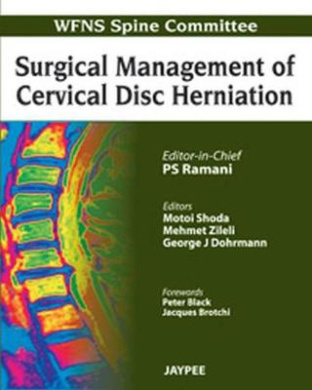 WFNS Spine Committee
Surgical Management of
Cervical Disc Herniation
Editor-in-Chief
PS Ramani
Editors
Motoi Shoda
Mehmet Zileli
George J Dohrmann
Forewords
Peter Black
Jacques Brotchi
JAYPEE